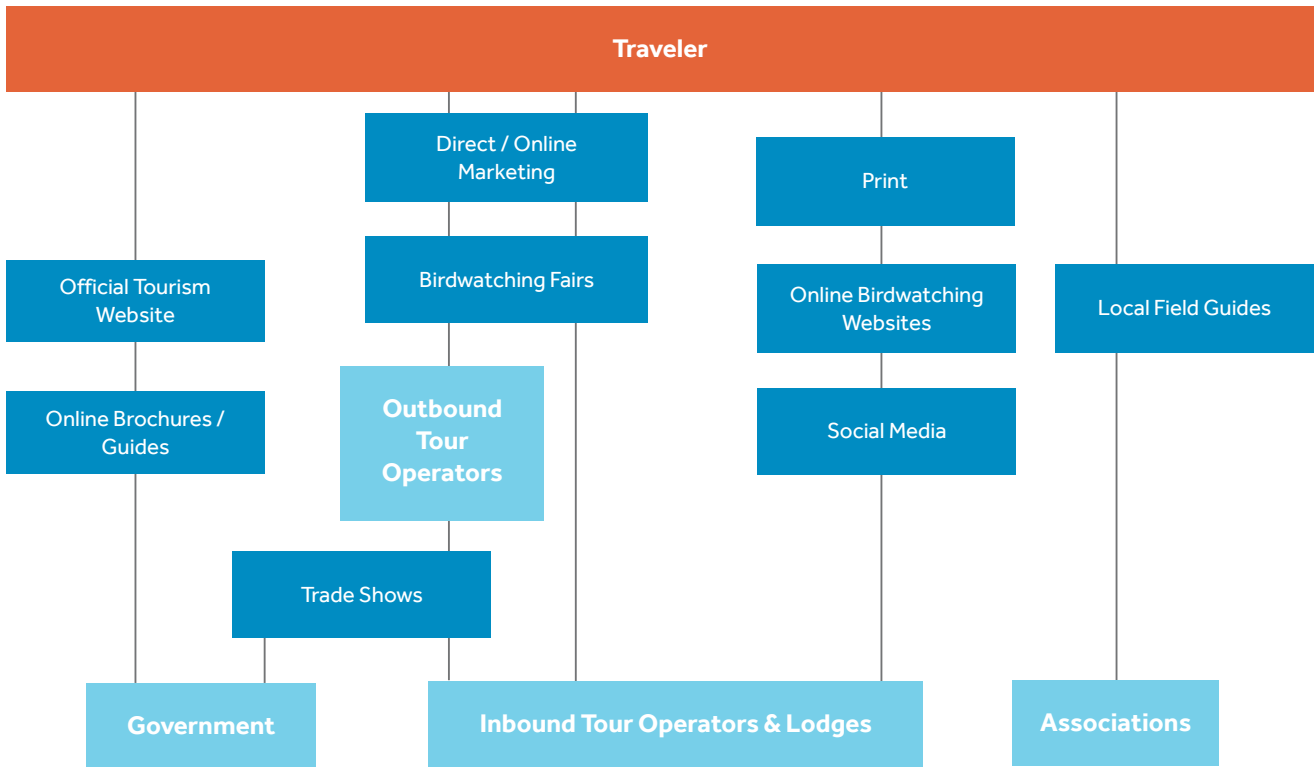 Traveler
Direct / Online
Marketing
Print
Official Tourism
Website
Birdwatching Fairs
Online Birdwatching
Websites
Local Field Guides
Online Brochures /
Guides
Outbound
Tour
Operators
Social Media
Trade Shows
Government
Inbound Tour Operators & Lodges
Associations